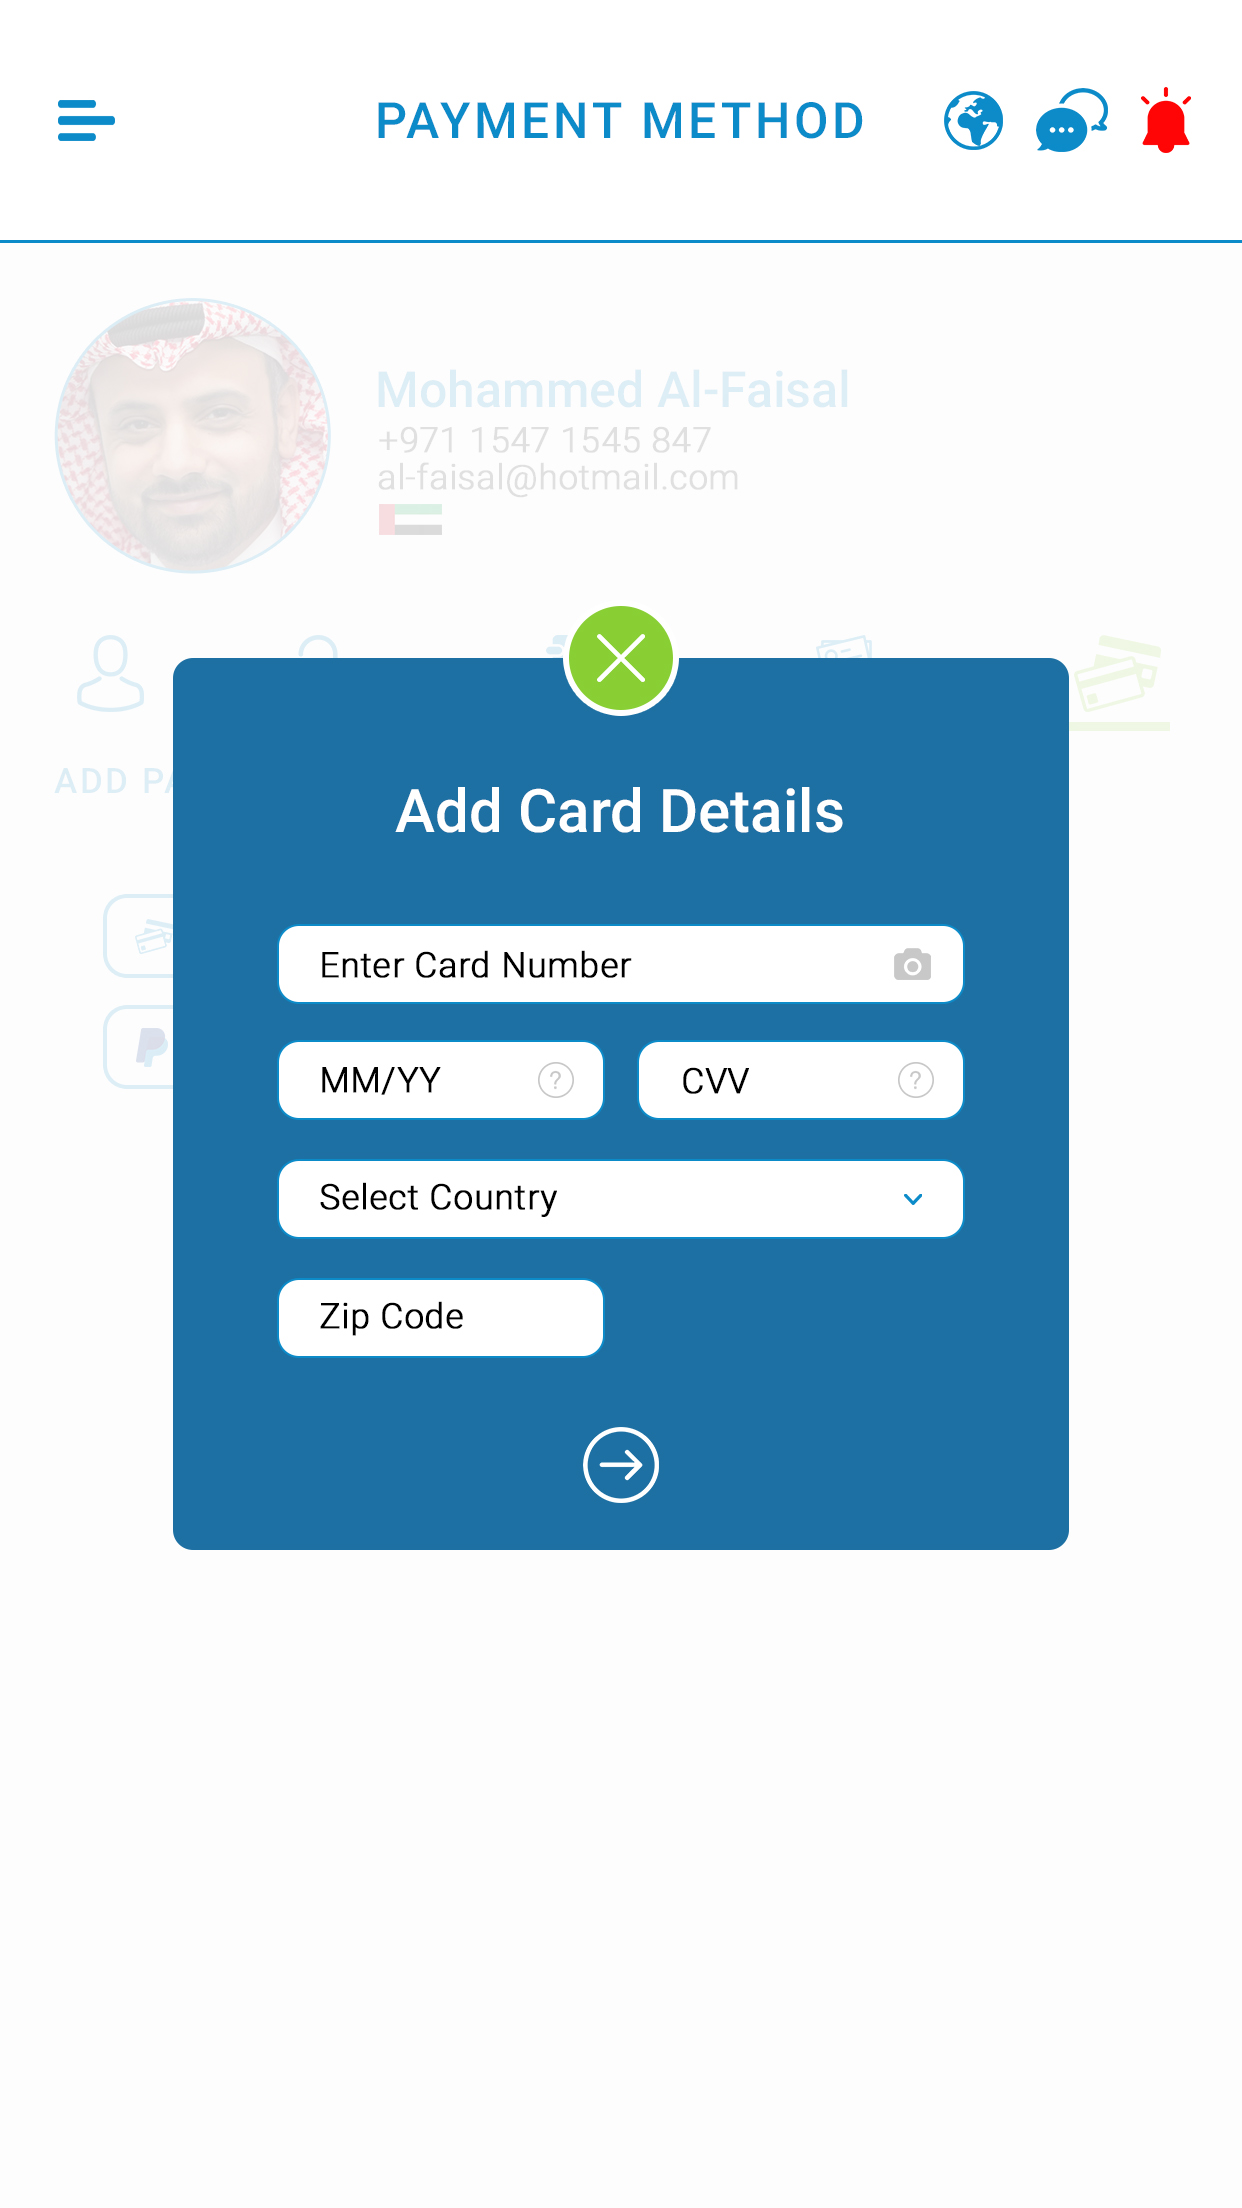 PAYMENT METHOD
Mohammed Al-Faisal
+971 1547 1545 847
al-faisal@hotmail.com
ADD PA
Add Card Details
Enter Card Number
MM/YY ?
CVV ?
Select Country
Zip Code